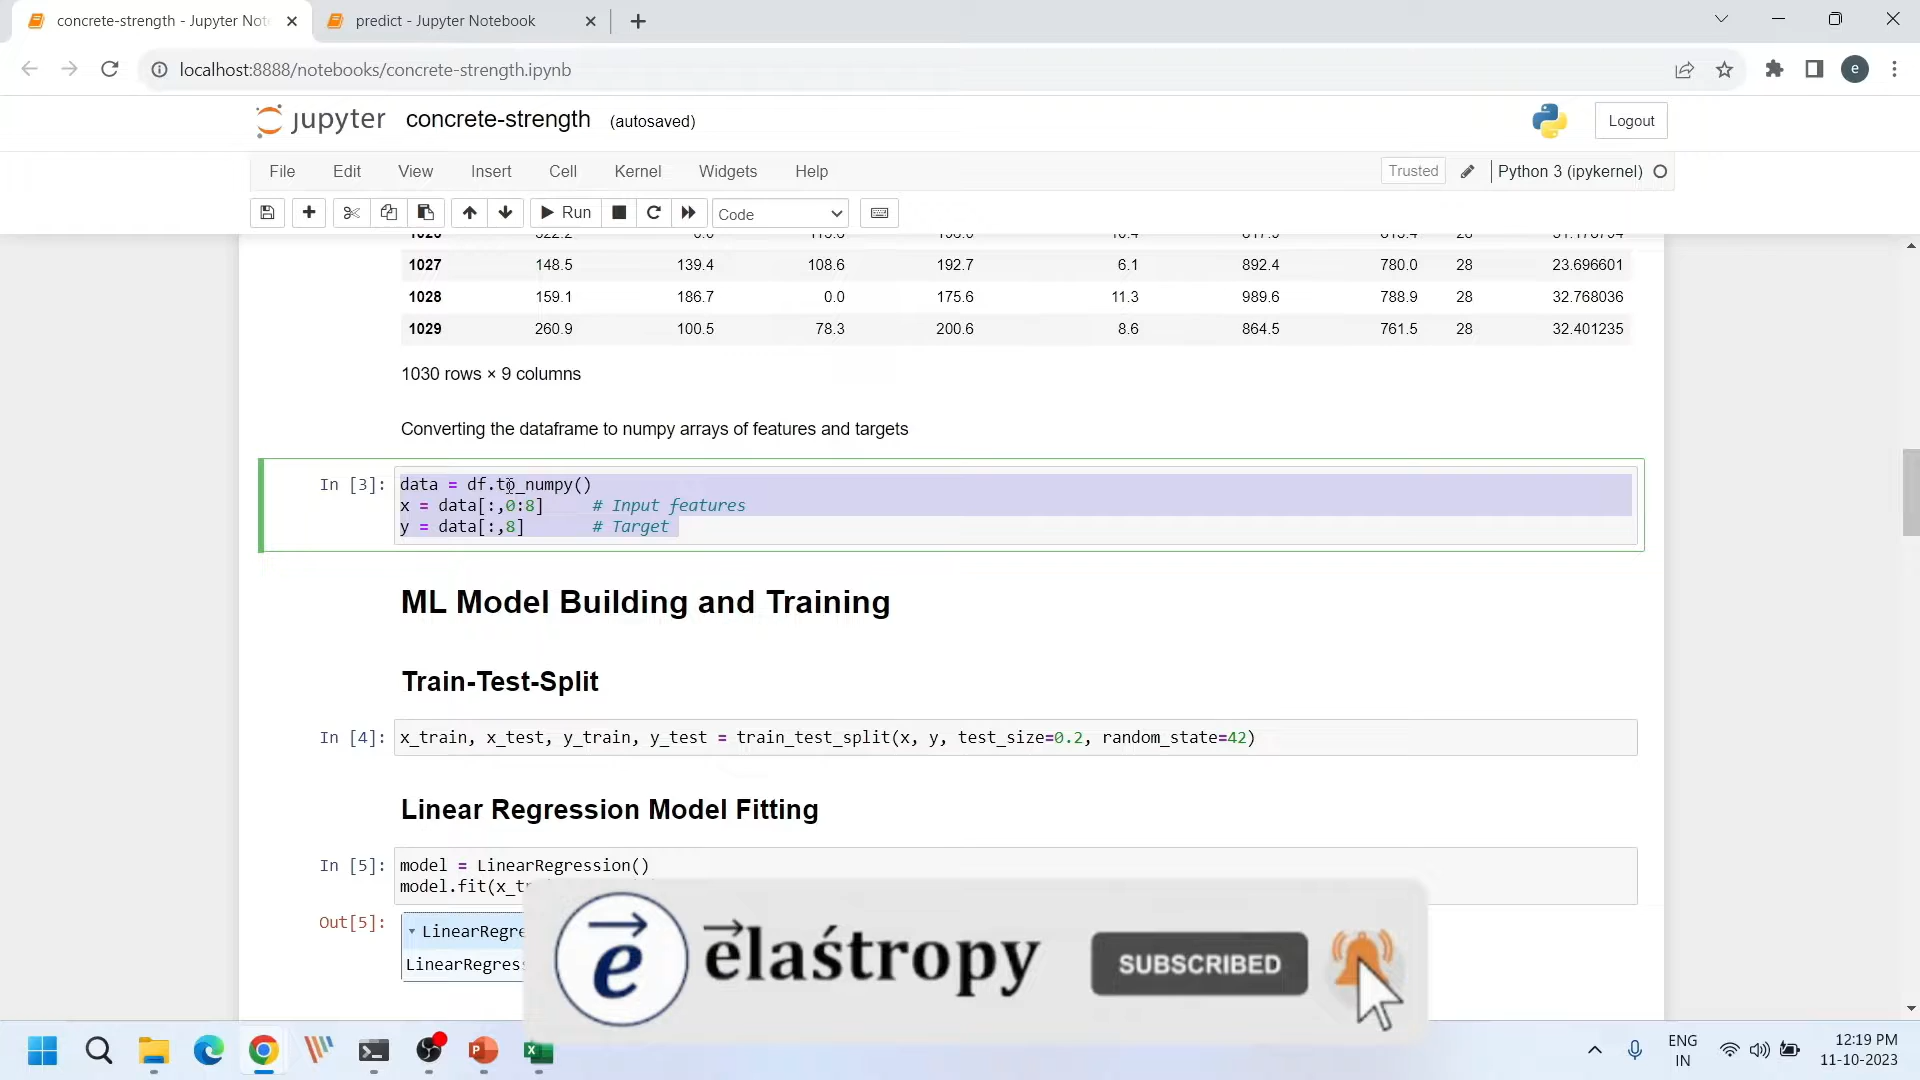 concrete-strength - Jupyter Not
predict - Jupyter Notebook
localhost:8888/notebooks/concrete-strength.ipynb
e
jupyter concrete-strength (autosaved)
Logout
File Edit View Insert Cell Kernel Widgets Help
Trusted
Python 3 (ipykernel)
Run
Code
1027 148.5 139.4 108.6 192.7 6.1 892.4 780.0 28 23.696601
1028 159.1 186.7 0.0 175.6 11.3 989.6 788.9 28 32.768036
1029 260.9 100.5 78.3 200.6 8.6 864.5 761.5 28 32.401235
1030 rows × 9 columns
Converting the dataframe to numpy arrays of features and targets
In [3]: data = df.to_numpy()
x = data[:,0:8] # Input features
y = data[:,8] # Target
ML Model Building and Training
Train-Test-Split
In [4]: x_train, x_test, y_train, y_test = train_test_split(x, y, test_size=0.2, random_state=42)
Linear Regression Model Fitting
In [5]: model = LinearRegression()
model.fit(x_tr
Out[5]: LinearRegre
LinearRegress
e elaśtropy SUBSCRIBED
ENG
IN
12:19 PM
11-10-2023